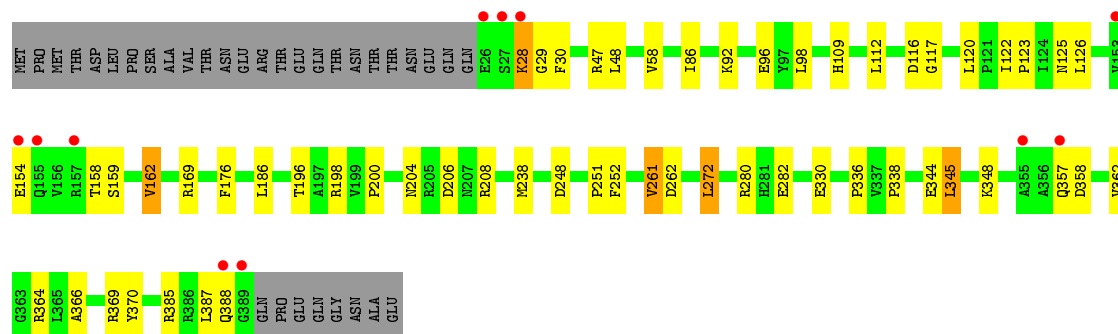 MET PRO MET THR ASP LEU PRO SER ALA VAL THR ASN GLU ARG THR GLU GLN THR THR ASN THR THR ASN GLU GLN GLN E26 S27 K28 G29 F30 R47 L48 V58 I86 K92 E96 Y97 L98 H109 L112 D116 G117 L120 P121 I122 P123 I124 N125 L126 V153
E154 Q155 V156 R157 T158 S159 V162 R169 F176 L186 T196 A197 R198 V199 P200 N204 R205 D206 N207 R208 M238 D248 P251 F252 V261 D262 L272 R280 H281 E282 E330 P336 V337 P338 E344 L345 K348 A355 A356 Q357 D358 V362
G363 R364 L365 A366 R369 Y370 R385 R386 L387 Q388 G389 GLN PRO GLU GLN GLY ASN ALA GLU